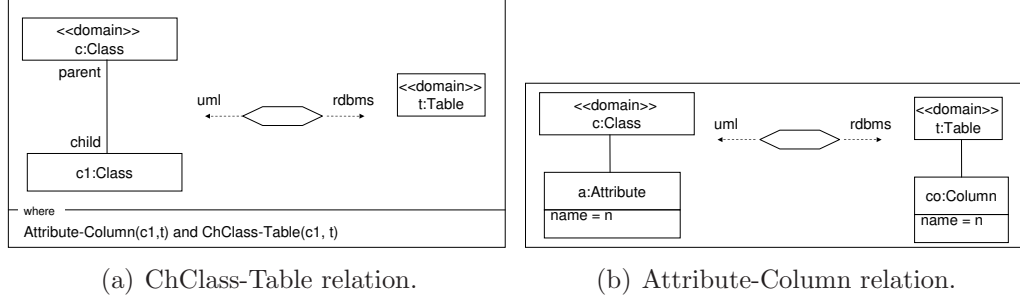 <<domain>>
c:Class
parent
child
c1:Class
uml
rdbms
<<domain>>
t:Table
where
Attribute-Column(c1,t) and ChClass-Table(c1, t)
(a) ChClass-Table relation.
<<domain>>
c:Class
a:Attribute
name = n
uml
rdbms
<<domain>>
t:Table
co:Column
name = n
(b) Attribute-Column relation.